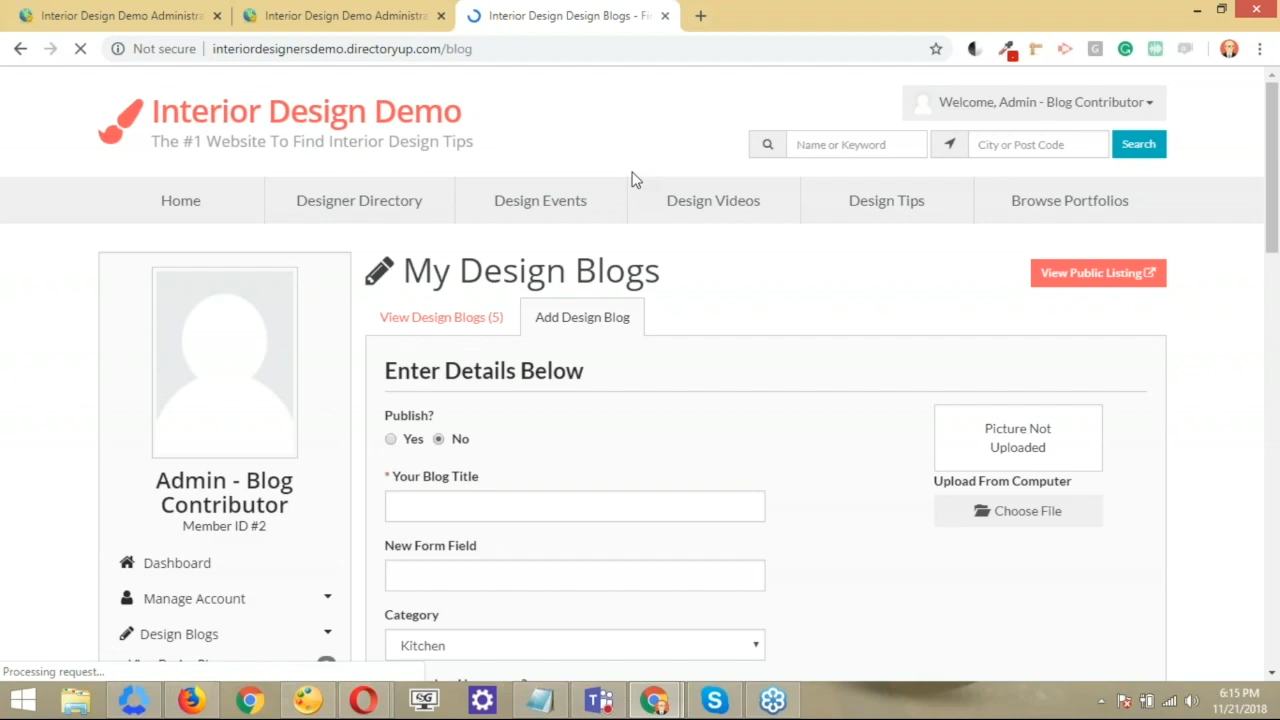 Interior Design Demo Administra
Interior Design Demo Administra
Interior Design Design Blogs - Fi
Not secure
interiordesignersdemo.directoryup.com/blog
Interior Design Demo
The #1 Website To Find Interior Design Tips
Welcome, Admin - Blog Contributor
Name or Keyword
City or Post Code
Search
Home
Designer Directory
Design Events
Design Videos
Design Tips
Browse Portfolios
My Design Blogs
View Public Listing
View Design Blogs (5)
Add Design Blog
Enter Details Below
Publish?
Yes
No
Picture Not
Uploaded
* Your Blog Title
Upload From Computer
Choose File
New Form Field
Category
Kitchen
Admin - Blog
Contributor
Member ID #2
Dashboard
Manage Account
Design Blogs
Processing request...
SG
6:15 PM
11/21/2018